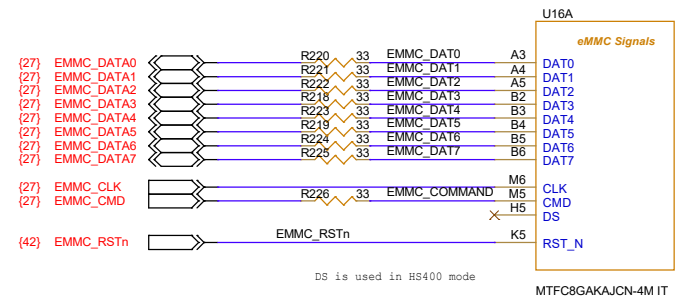 U16A
eMMC Signals
{27} EMMC_DATA0 R220 33 EMMC_DAT0 A3 DAT0
{27} EMMC_DATA1 R221 33 EMMC_DAT1 A4 DAT1
{27} EMMC_DATA2 R222 33 EMMC_DAT2 A5 DAT2
{27} EMMC_DATA3 R218 33 EMMC_DAT3 B2 DAT3
{27} EMMC_DATA4 R223 33 EMMC_DAT4 B3 DAT4
{27} EMMC_DATA5 R219 33 EMMC_DAT5 B4 DAT5
{27} EMMC_DATA6 R224 33 EMMC_DAT6 B5 DAT6
{27} EMMC_DATA7 R225 33 EMMC_DAT7 B6 DAT7
{27} EMMC_CLK M6 CLK
{27} EMMC_CMD R226 33 EMMC_COMMAND M5 CMD
H5 DS
{42} EMMC_RSTn EMMC_RSTn K5 RST_N
DS is used in HS400 mode
MTFC8GAKAJCN-4M IT